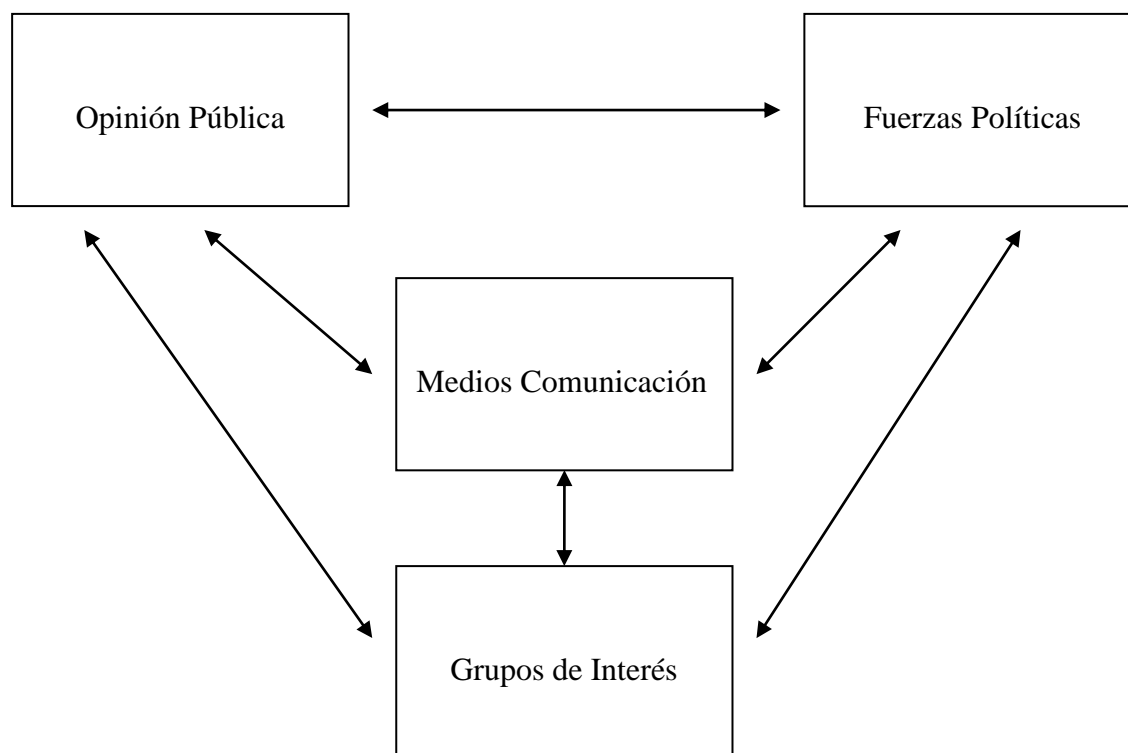 Opinión Pública
Fuerzas Políticas
Medios Comunicación
Grupos de Interés